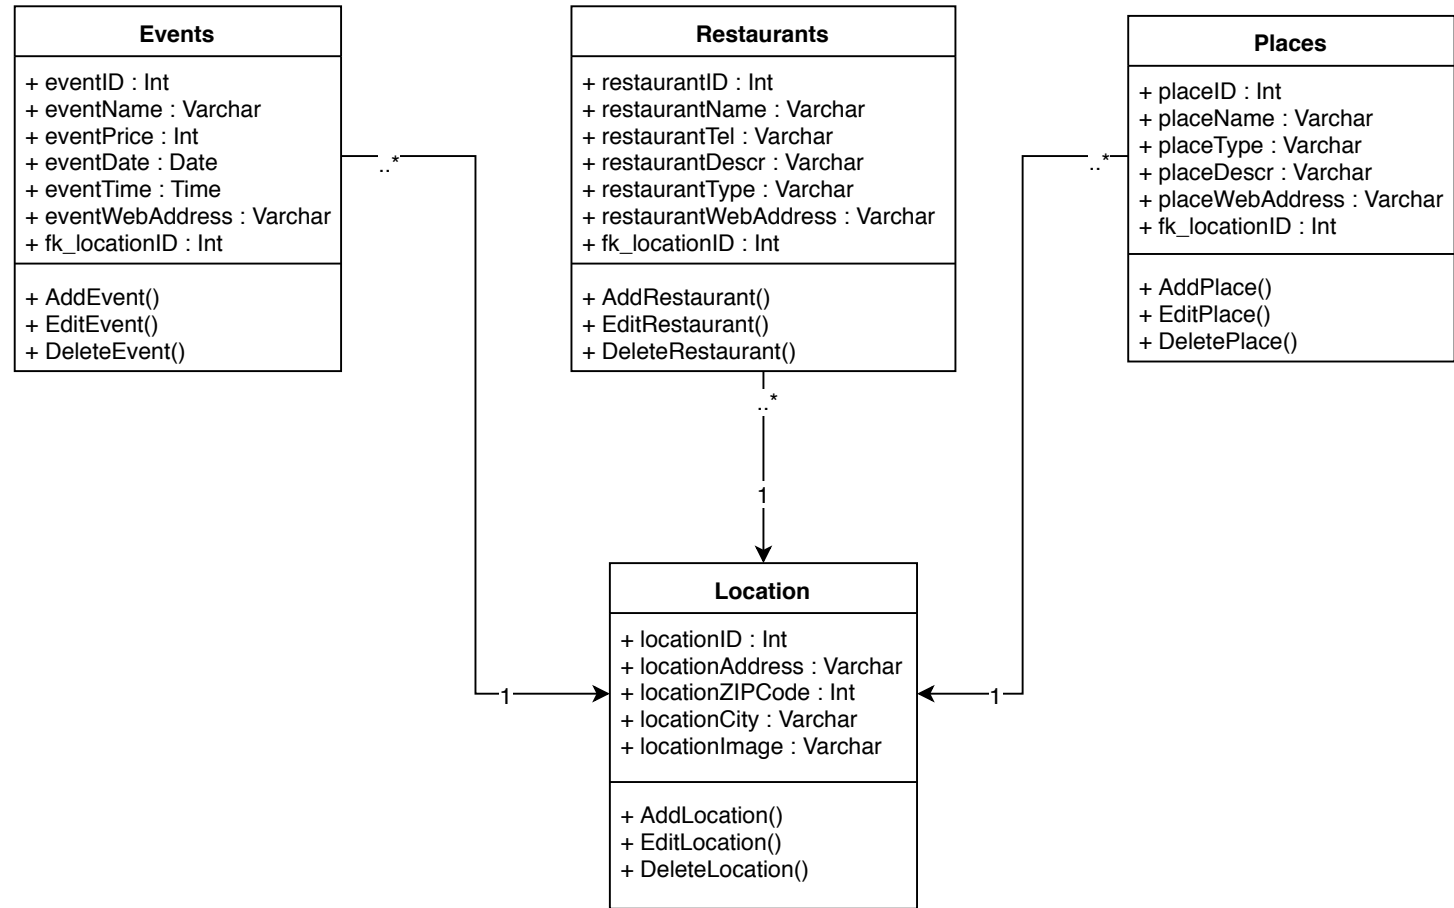 Events
+ eventID : Int
+ eventName : Varchar
+ eventPrice : Int
+ eventDate : Date
+ eventTime : Time
+ eventWebAddress : Varchar
+ fk_locationID : Int
+ AddEvent()
+ EditEvent()
+ DeleteEvent()
Restaurants
+ restaurantID : Int
+ restaurantName : Varchar
+ restaurantTel : Varchar
+ restaurantDescr : Varchar
+ restaurantType : Varchar
+ restaurantWebAddress : Varchar
+ fk_locationID : Int
+ AddRestaurant()
+ EditRestaurant()
+ DeleteRestaurant()
Places
+ placeID : Int
+ placeName : Varchar
+ placeType : Varchar
+ placeDescr : Varchar
+ placeWebAddress : Varchar
+ fk_locationID : Int
+ AddPlace()
+ EditPlace()
+ DeletePlace()
..*
..*
..*
1
1
1
Location
+ locationID : Int
+ locationAddress : Varchar
+ locationZIPCode : Int
+ locationCity : Varchar
+ locationImage : Varchar
+ AddLocation()
+ EditLocation()
+ DeleteLocation()